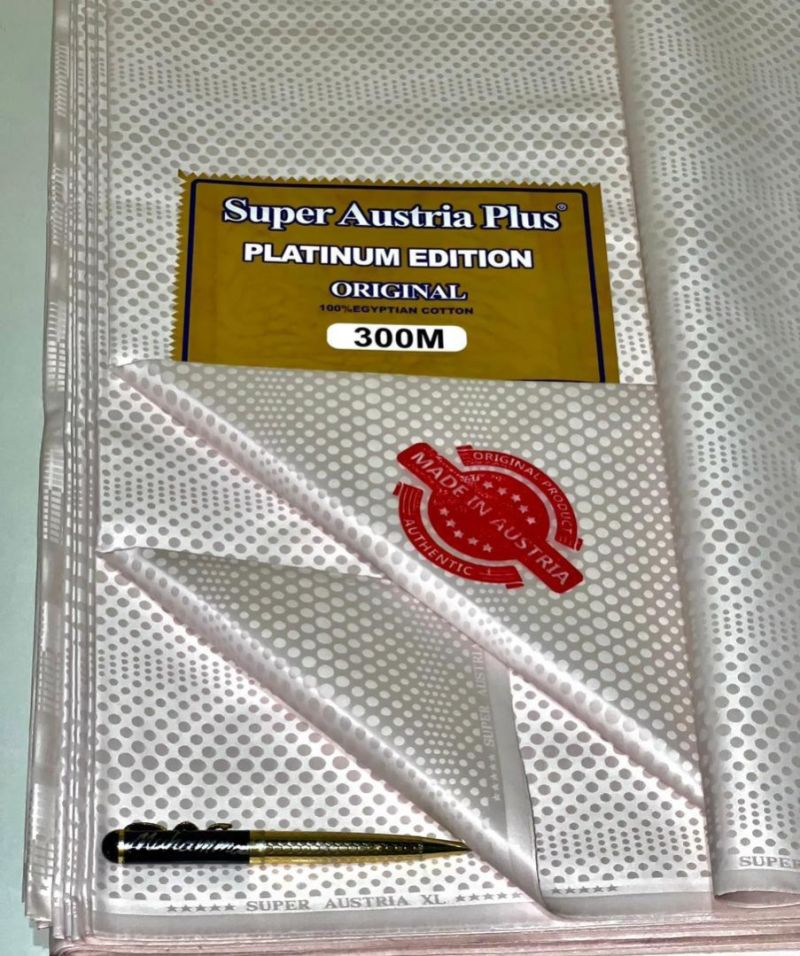 Super Austria Plus®
PLATINUM EDITION
ORIGINAL
100%EGYPTIAN COTTON
300M
ORIGINAL PRODUCT
MADE IN AUSTRIA
AUTHENTIC
★★★★★ SUPER AUSTRIA
★★★★★ SUPER AUSTRIA XL ★★★★★
SUPER